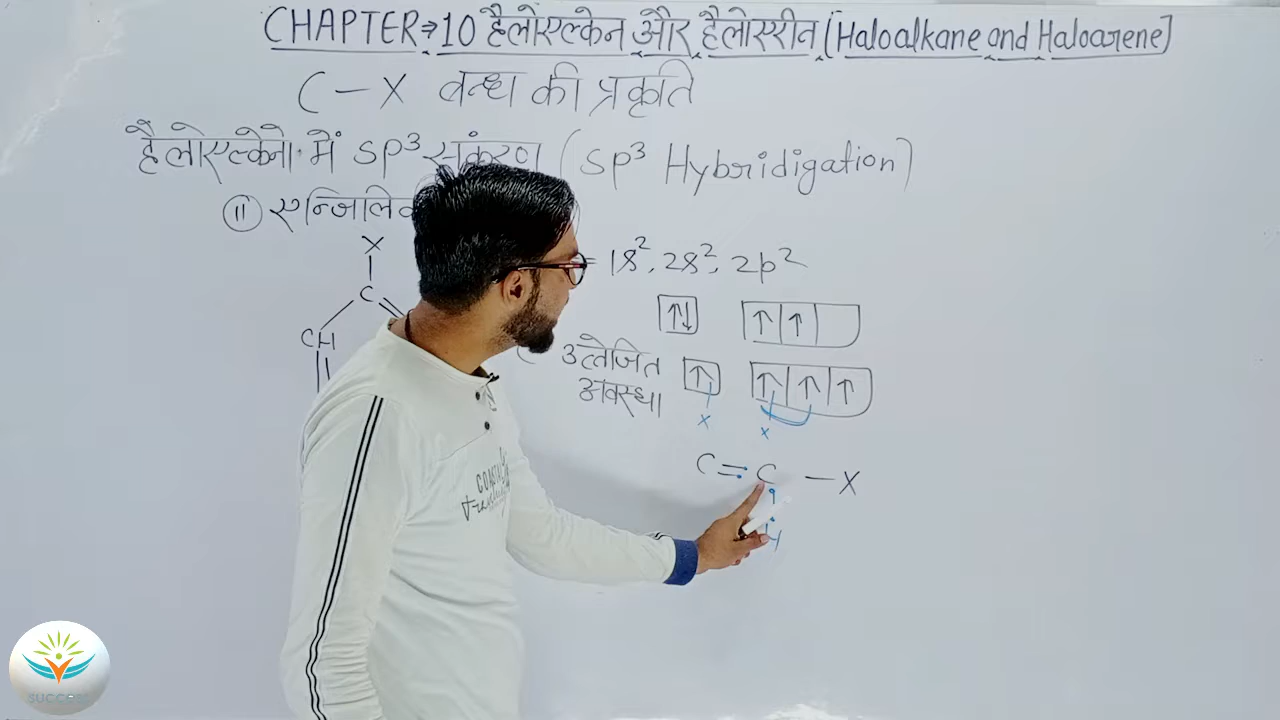 CHAPTER⇒10 हैलोएल्केन और हैलोएरीन (Haloalkane and Haloarene]
C – X बन्ध की प्रकृति
हैलोएल्केनो में SP³ संकरण (SP³ Hybridigation)
(ii)
X
= 1s², 2s², 2p²
C
CH
↑↓ ↑ ↑
उत्तेजित अवस्था
↑ ↑ ↑ ↑
x x
C = C – X
H
SUCCESS